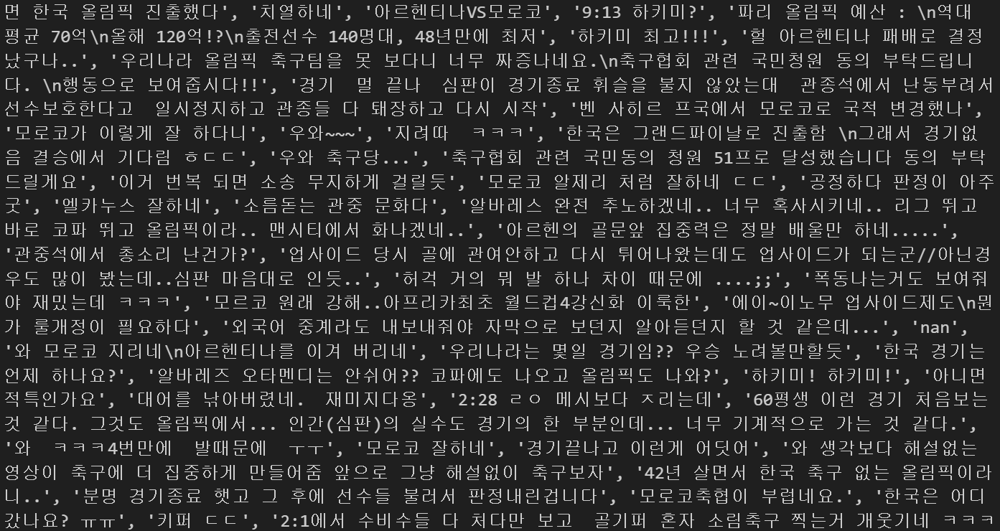 면 한국 올림픽 진출했다', '치열하네', '아르헨티나VS모로코', '9:13 하키미?', '파리 올림픽 예산 : \n역대
평균 70억\n올해 120억!?\n출전선수 140명대, 48년만에 최저', '하키미 최고!!!', '헐 아르헨티나 패배로 결정
났구나..', '우리나라 올림픽 축구팀을 못 보다니 너무 짜증나네요.\n축구협회 관련 국민청원 동의 부탁드립니
다. \n행동으로 보여줍시다!!', '경기  멀 끝나  심판이 경기종료 휘슬을 불지 않았는대  관종석에서 난동부려서
선수보호한다고  일시정지하고 관종들 다 퇘장하고 다시 시작', '벤 사히르 프국에서 모로코로 국적 변경했나',
'모로코가 이렇게 잘 하다니', '우와~~~', '지려따  ㅋㅋㅋ', '한국은 그랜드파이날로 진출함 \n그래서 경기없
음 결승에서 기다림 ㅎㄷㄷ', '우와 축구당...', '축구협회 관련 국민동의 청원 51프로 달성했습니다 동의 부탁
드릴게요', '이거 번복 되면 소송 무지하게 걸릴듯', '모로코 알제리 처럼 잘하네 ㄷㄷ', '공정하다 판정이 아주
굿', '엘카누스 잘하네', '소름돋는 관중 문화다', '알바레스 완전 추노하겠네.. 너무 혹사시키네.. 리그 뛰고
바로 코파 뛰고 올림픽이라.. 맨시티에서 화나겠네..', '아르헨의 골문앞 집중력은 정말 배울만 하네.....',
'관중석에서 총소리 난건가?', '업사이드 당시 골에 관여안하고 다시 튀어나왔는데도 업사이드가 되는군//아닌경
우도 많이 봤는데..심판 마음대로 인듯..', '허걱 거의 뭐 발 하나 차이 때문에 ....;;', '폭동나는거도 보여줘
야 재밌는데 ㅋㅋㅋ', '모르코 원래 강해..아프리카최초 월드컵4강신화 이룩한', '에이~이노무 업사이드제도\n뭔
가 룰개정이 필요하다', '외국어 중계라도 내보내줘야 자막으로 보던지 알아듣던지 할 것 같은데...', 'nan',
'와 모로코 지리네\n아르헨티나를 이겨 버리네', '우리나라는 몇일 경기임?? 우승 노려볼만할듯', '한국 경기는
언제 하나요?', '알바레즈 오타멘디는 안쉬어?? 코파에도 나오고 올림픽도 나와?', '하키미! 하키미!', '아니면
적특인가요', '대어를 낚아버렸네.  재미지다옹', '2:28 ㄹㅇ 메시보다 ㅈ리는데', '60평생 이런 경기 처음보는
것 같다. 그것도 올림픽에서... 인간(심판)의 실수도 경기의 한 부분인데... 너무 기계적으로 가는 것 같다.',
'와  ㅋㅋㅋ4번만에  발때문에  ㅜㅜ', '모로코 잘하네', '경기끝나고 이런게 어딧어', '와 생각보다 해설없는
영상이 축구에 더 집중하게 만들어줌 앞으로 그냥 해설없이 축구보자', '42년 살면서 한국 축구 없는 올림픽이라
니..', '분명 경기종료 햇고 그 후에 선수들 불러서 판정내린겁니다', '모로코축협이 부럽네요.', '한국은 어디
갔나요? ㅠㅠ', '키퍼 ㄷㄷ', '2:1에서 수비수들 다 처다만 보고  골기퍼 혼자 소림축구 찍는거 개웃기네 ㅋㅋㅋ